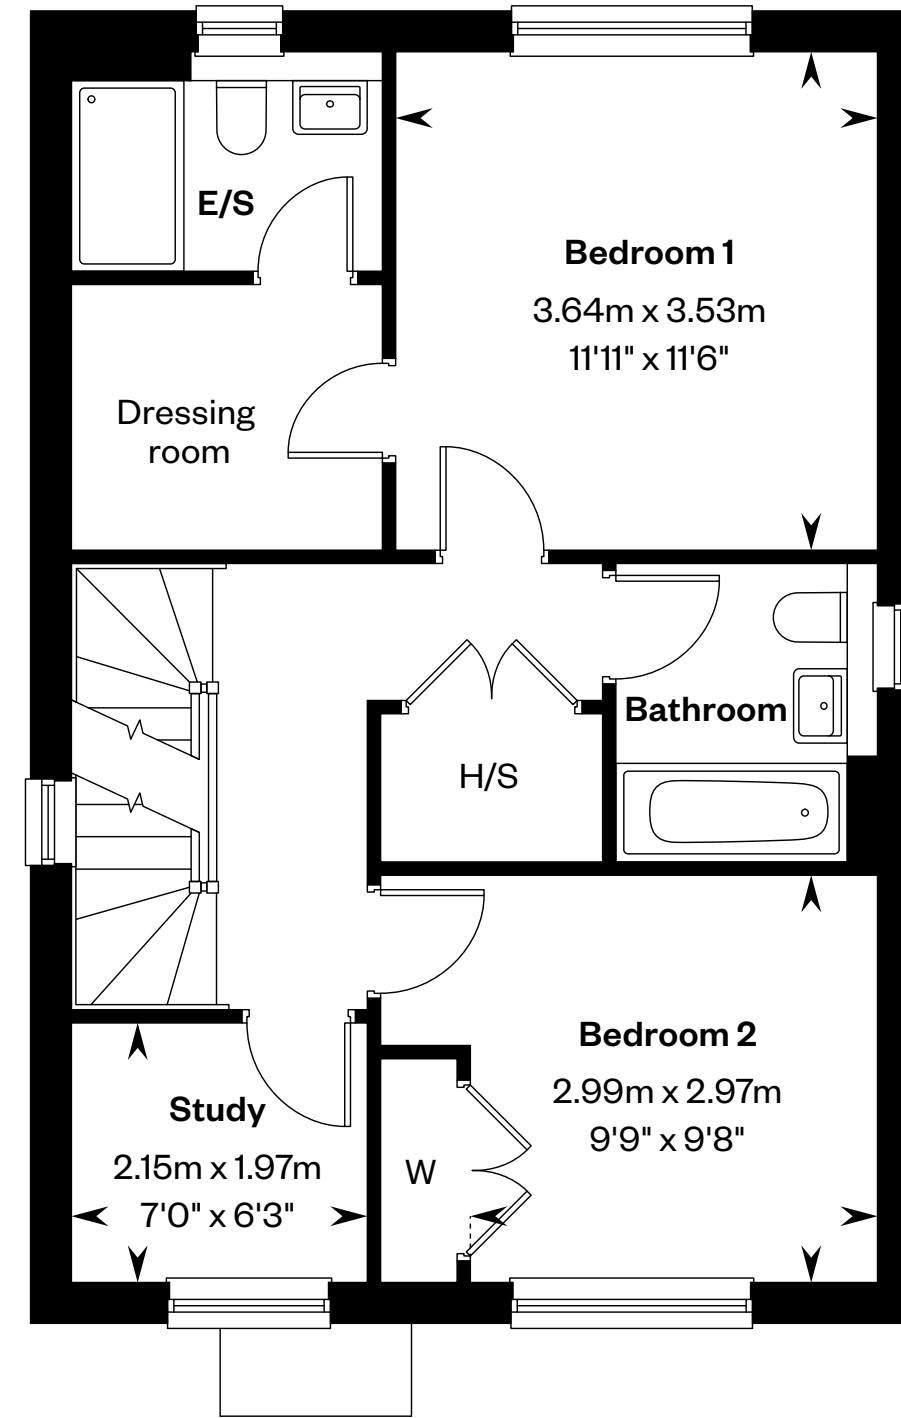 E/S
Bedroom 1
3.64m x 3.53m
11'11" x 11'6"
Dressing
room
Bathroom
H/S
Bedroom 2
2.99m x 2.97m
9'9" x 9'8"
Study
2.15m x 1.97m
7'0" x 6'3"
W